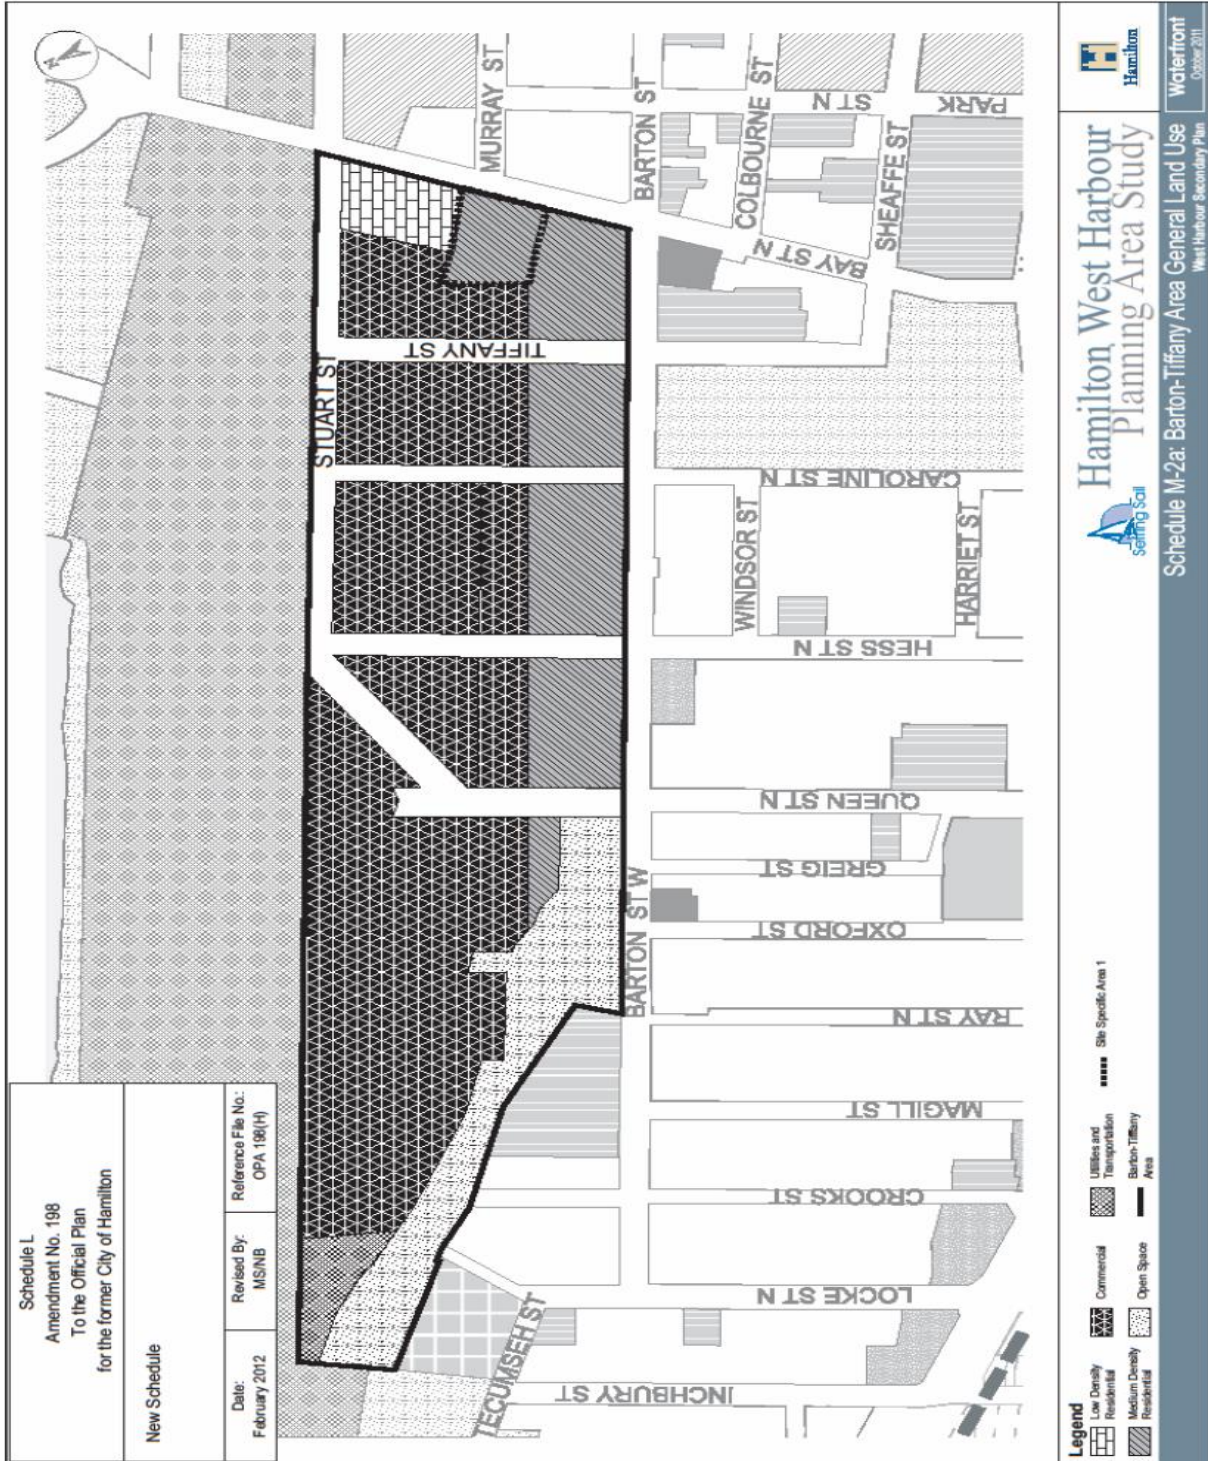 Schedule L
Amendment No. 198
To the Official Plan
for the former City of Hamilton
New Schedule
Date:
February 2012
Revised By:
MS/NB
Reference File No.:
OPA 198(H)
N
STUART ST
TIFFANY ST
MURRAY ST
BARTON ST
COLBOURNE ST
SHEAFFE ST
PARK
ST N
BAY ST N
CAROLINE ST N
WINDSOR ST
HARRIET ST
HESS ST N
QUEEN ST N
GREIG ST
OXFORD ST
BARTON ST W
RAY ST N
MAGILL ST
CROOKS ST
LOCKE ST N
TECUMSEH ST
INCHBURY ST
Legend
Low Density
Residential
Medium Density
Residential
Commercial
Open Space
Utilities and
Transportation
Barton-Tiffany
Area
Site Specific Area 1
Setting Sail
Hamilton West Harbour
Planning Area Study
Hamilton
Schedule M-2a: Barton-Tiffany Area General Land Use
West Harbour Secondary Plan
Waterfront
October 2011